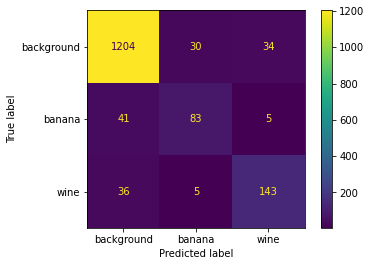 1200
background 1204 30 34
1000
800
True label
banana 41 83 5
600
400
wine 36 5 143
200
background banana wine
Predicted label